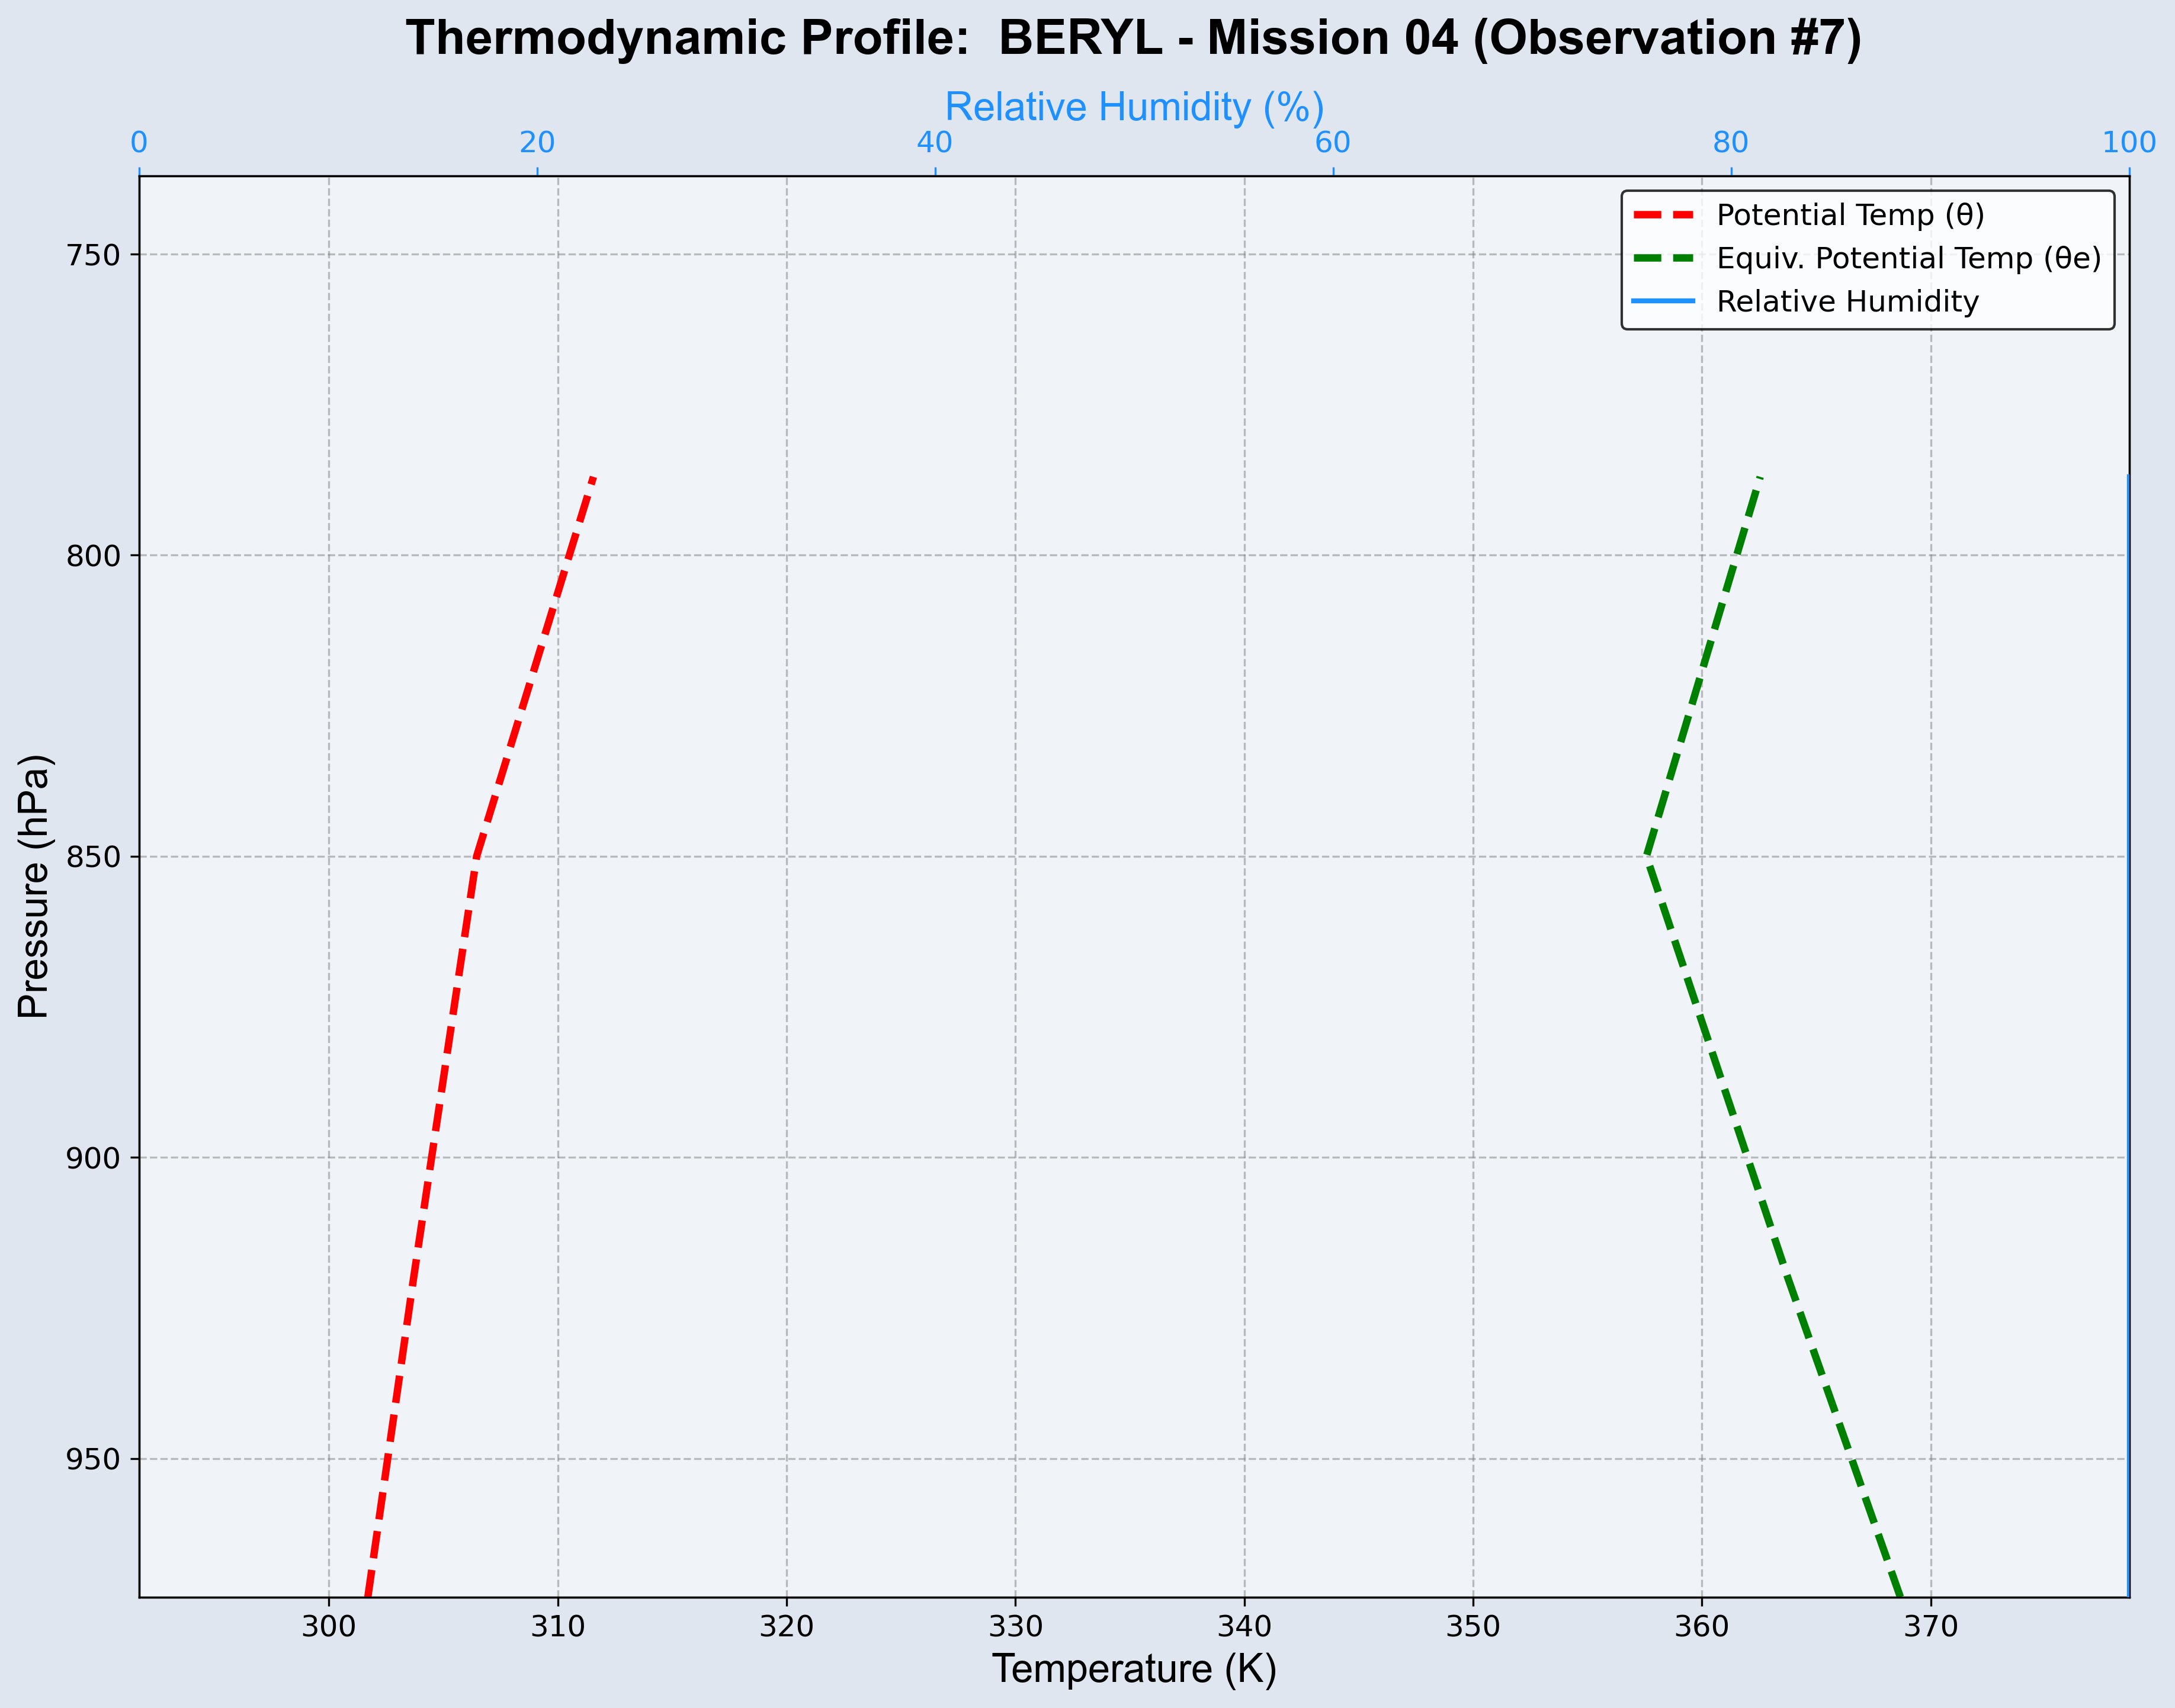 Thermodynamic Profile:  BERYL - Mission 04 (Observation #7)
Relative Humidity (%)
0 20 40 60 80 100
Potential Temp (θ)
Equiv. Potential Temp (θe)
Relative Humidity
750
800
850
900
950
Pressure (hPa)
300 310 320 330 340 350 360 370
Temperature (K)